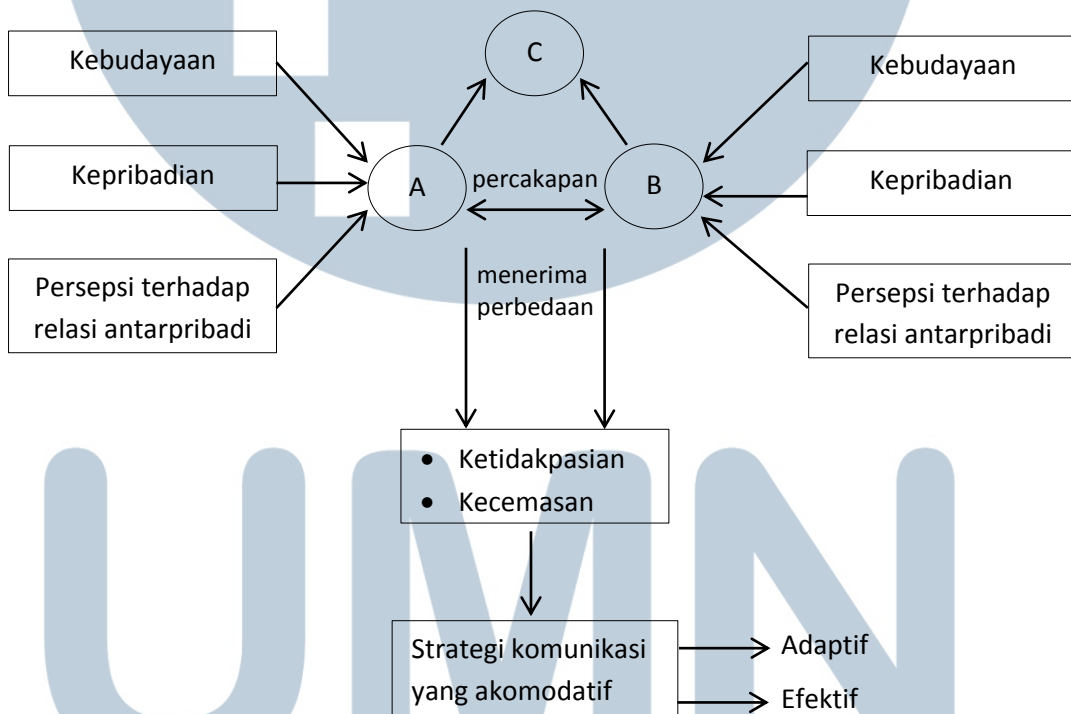 C
Kebudayaan
Kebudayaan
Kepribadian
A
percakapan
B
Kepribadian
Persepsi terhadap
relasi antarpribadi
menerima
perbedaan
Persepsi terhadap
relasi antarpribadi
• Ketidakpasian
• Kecemasan
Strategi komunikasi
yang akomodatif
Adaptif
Efektif
UMN